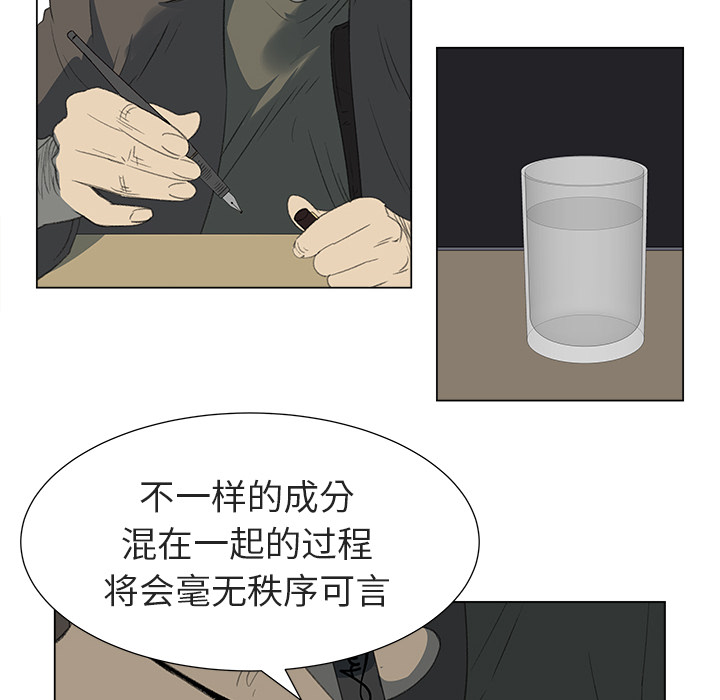 不一样的成分
混在一起的过程
将会毫无秩序可言